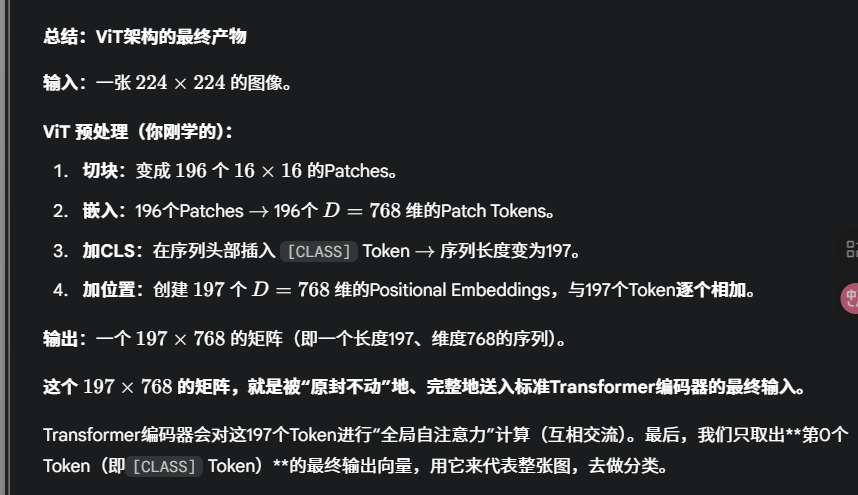 总结：ViT架构的最终产物
输入：一张 224 × 224 的图像。
ViT 预处理（你刚学的）：
1. 切块：变成 196 个 16 × 16 的Patches。
2. 嵌入：196个Patches → 196个 D = 768 维的Patch Tokens。
3. 加CLS：在序列头部插入 [CLASS] Token → 序列长度变为197。
4. 加位置：创建 197 个 D = 768 维的Positional Embeddings，与197个Token逐个相加。
输出：一个 197 × 768 的矩阵（即一个长度197、维度768的序列）。
这个 197 × 768 的矩阵，就是被“原封不动”地、完整地送入标准Transformer编码器的最终输入。
Transformer编码器会对这197个Token进行“全局自注意力”计算（互相交流）。最后，我们只取出**第0个
Token（即[CLASS] Token）**的最终输出向量，用它来代表整张图，去做分类。